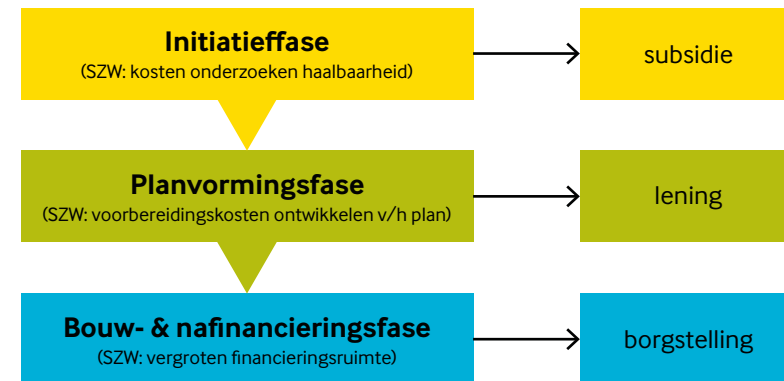 Initiatieffase
(SZW: kosten onderzoeken haalbaarheid)
subsidie
Planvormingsfase
(SZW: voorbereidingskosten ontwikkelen v/h plan)
lening
Bouw- & nafinancieringsfase
(SZW: vergroten financieringsruimte)
borgstelling